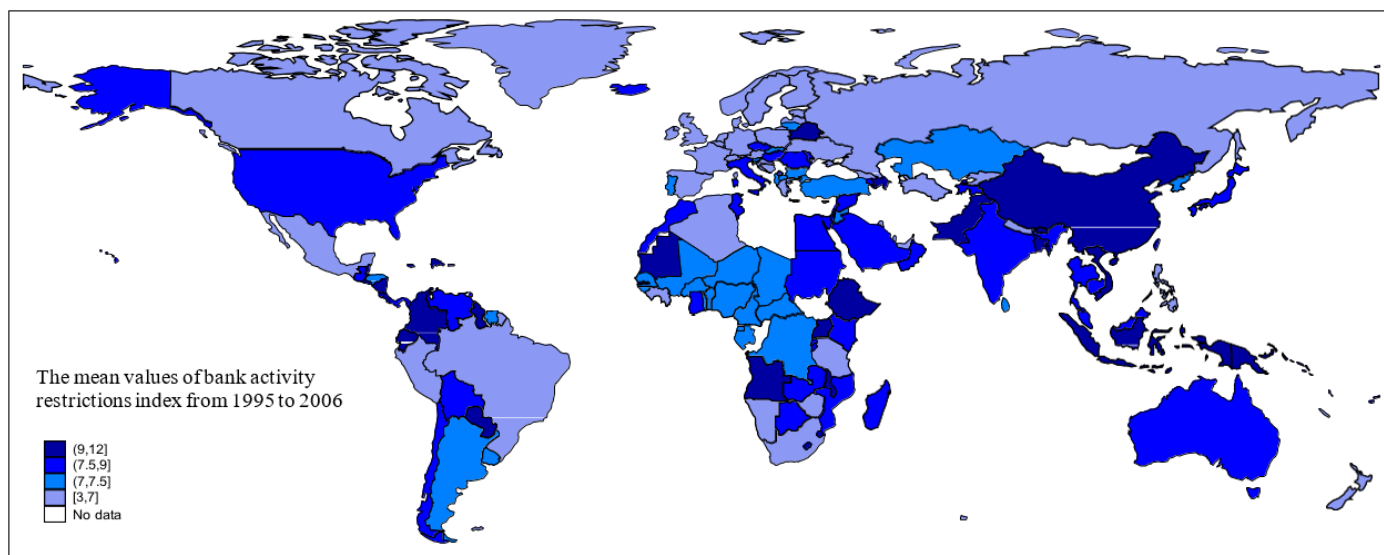 The mean values of bank activity
restrictions index from 1995 to 2006
(9,12]
(7.5,9]
(7,7.5]
[3,7]
No data